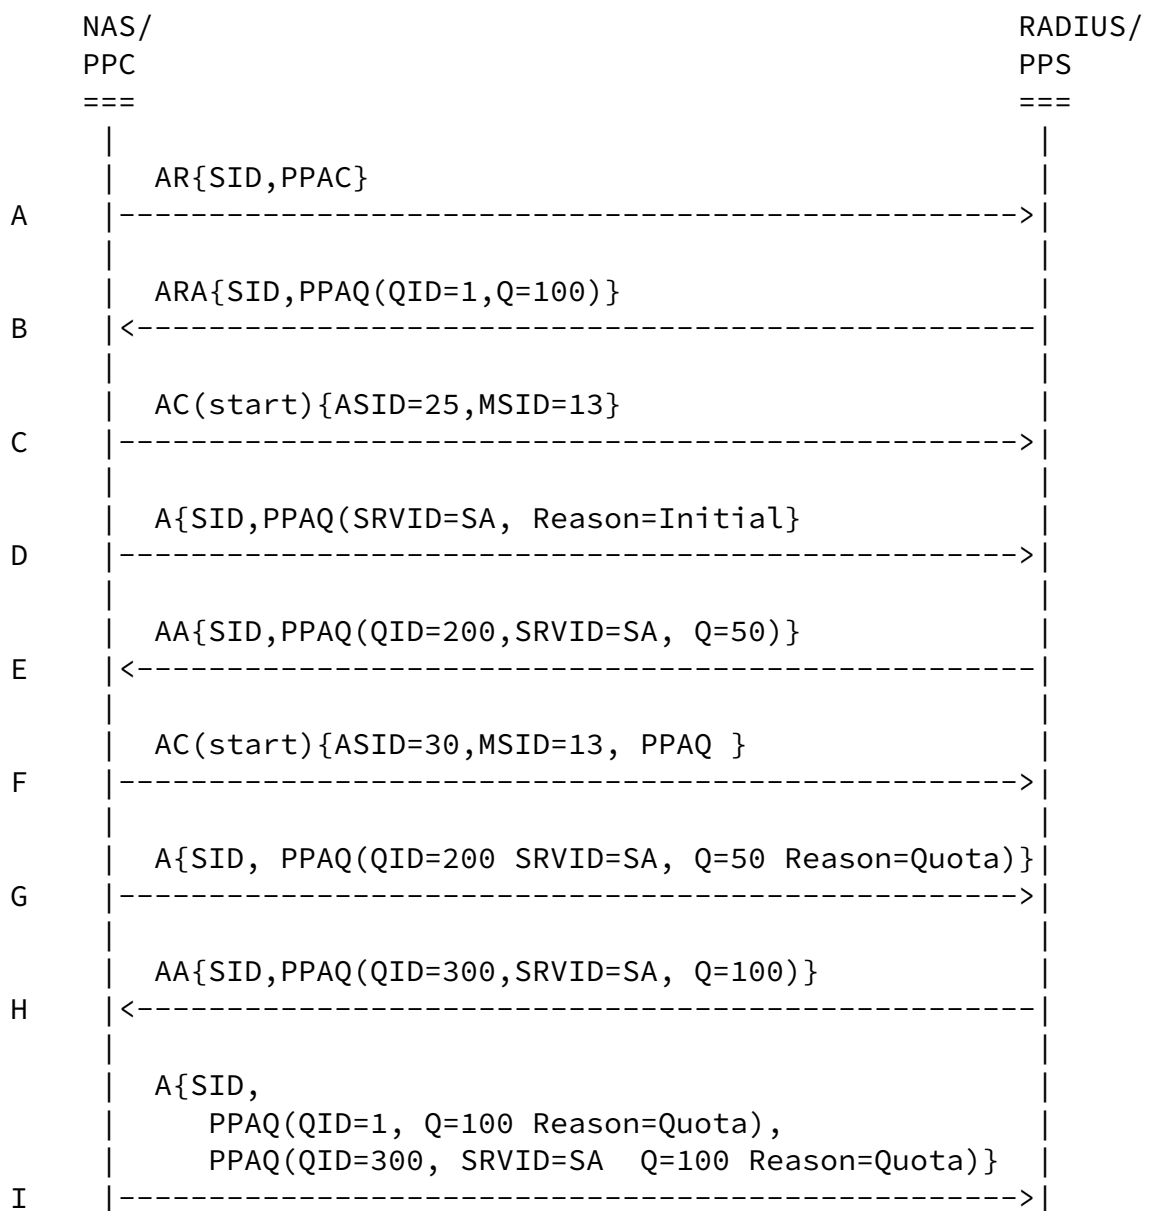 NAS/ RADIUS/
PPC PPS
=== ===
| |
| AR{SID,PPAC} |
A |-------------------------------------------------->|
| |
| ARA{SID,PPAQ(QID=1,Q=100)} |
B |<--------------------------------------------------|
| |
| AC(start){ASID=25,MSID=13} |
C |-------------------------------------------------->|
| |
| A{SID,PPAQ(SRVID=SA, Reason=Initial} |
D |-------------------------------------------------->|
| |
| AA{SID,PPAQ(QID=200,SRVID=SA, Q=50)} |
E |<--------------------------------------------------|
| |
| AC(start){ASID=30,MSID=13, PPAQ } |
F |-------------------------------------------------->|
| |
| A{SID, PPAQ(QID=200 SRVID=SA, Q=50 Reason=Quota)}|
G |-------------------------------------------------->|
| |
| AA{SID,PPAQ(QID=300,SRVID=SA, Q=100)} |
H |<--------------------------------------------------|
| |
| A{SID, |
| PPAQ(QID=1, Q=100 Reason=Quota), |
| PPAQ(QID=300, SRVID=SA  Q=100 Reason=Quota)} |
I |-------------------------------------------------->|